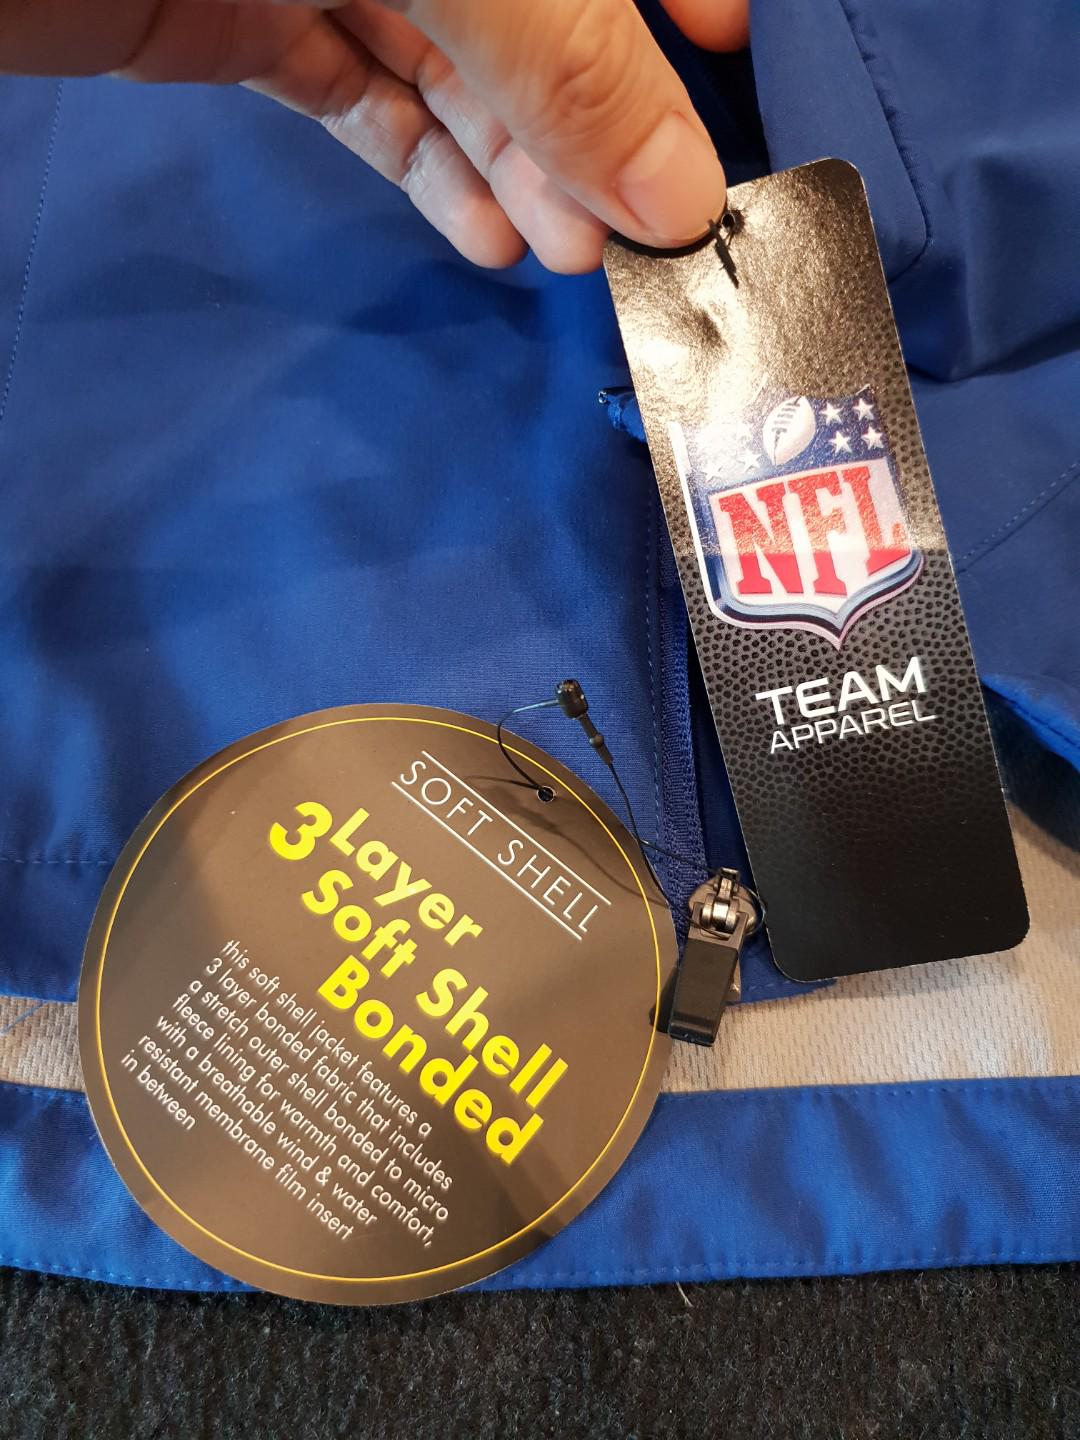 NFL
TEAM
APPAREL
SOFT SHELL
3 Layer
Soft Shell
Bonded
this soft shell jacket features a
3 layer bonded fabric that includes
a stretch outer shell bonded to micro
fleece lining for warmth and comfort,
with a breathable wind & water
resistant membrane film insert
in between